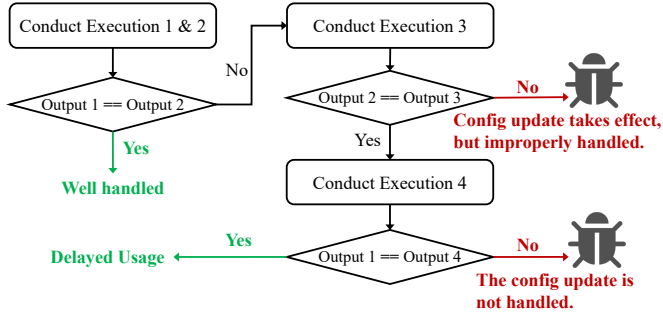 Conduct Execution 1 & 2
Conduct Execution 3
No
Output 1 == Output 2
Output 2 == Output 3
No
Config update takes effect,
but improperly handled.
Yes
Well handled
Yes
Conduct Execution 4
Delayed Usage
Yes
Output 1 == Output 4
No
The config update is
not handled.